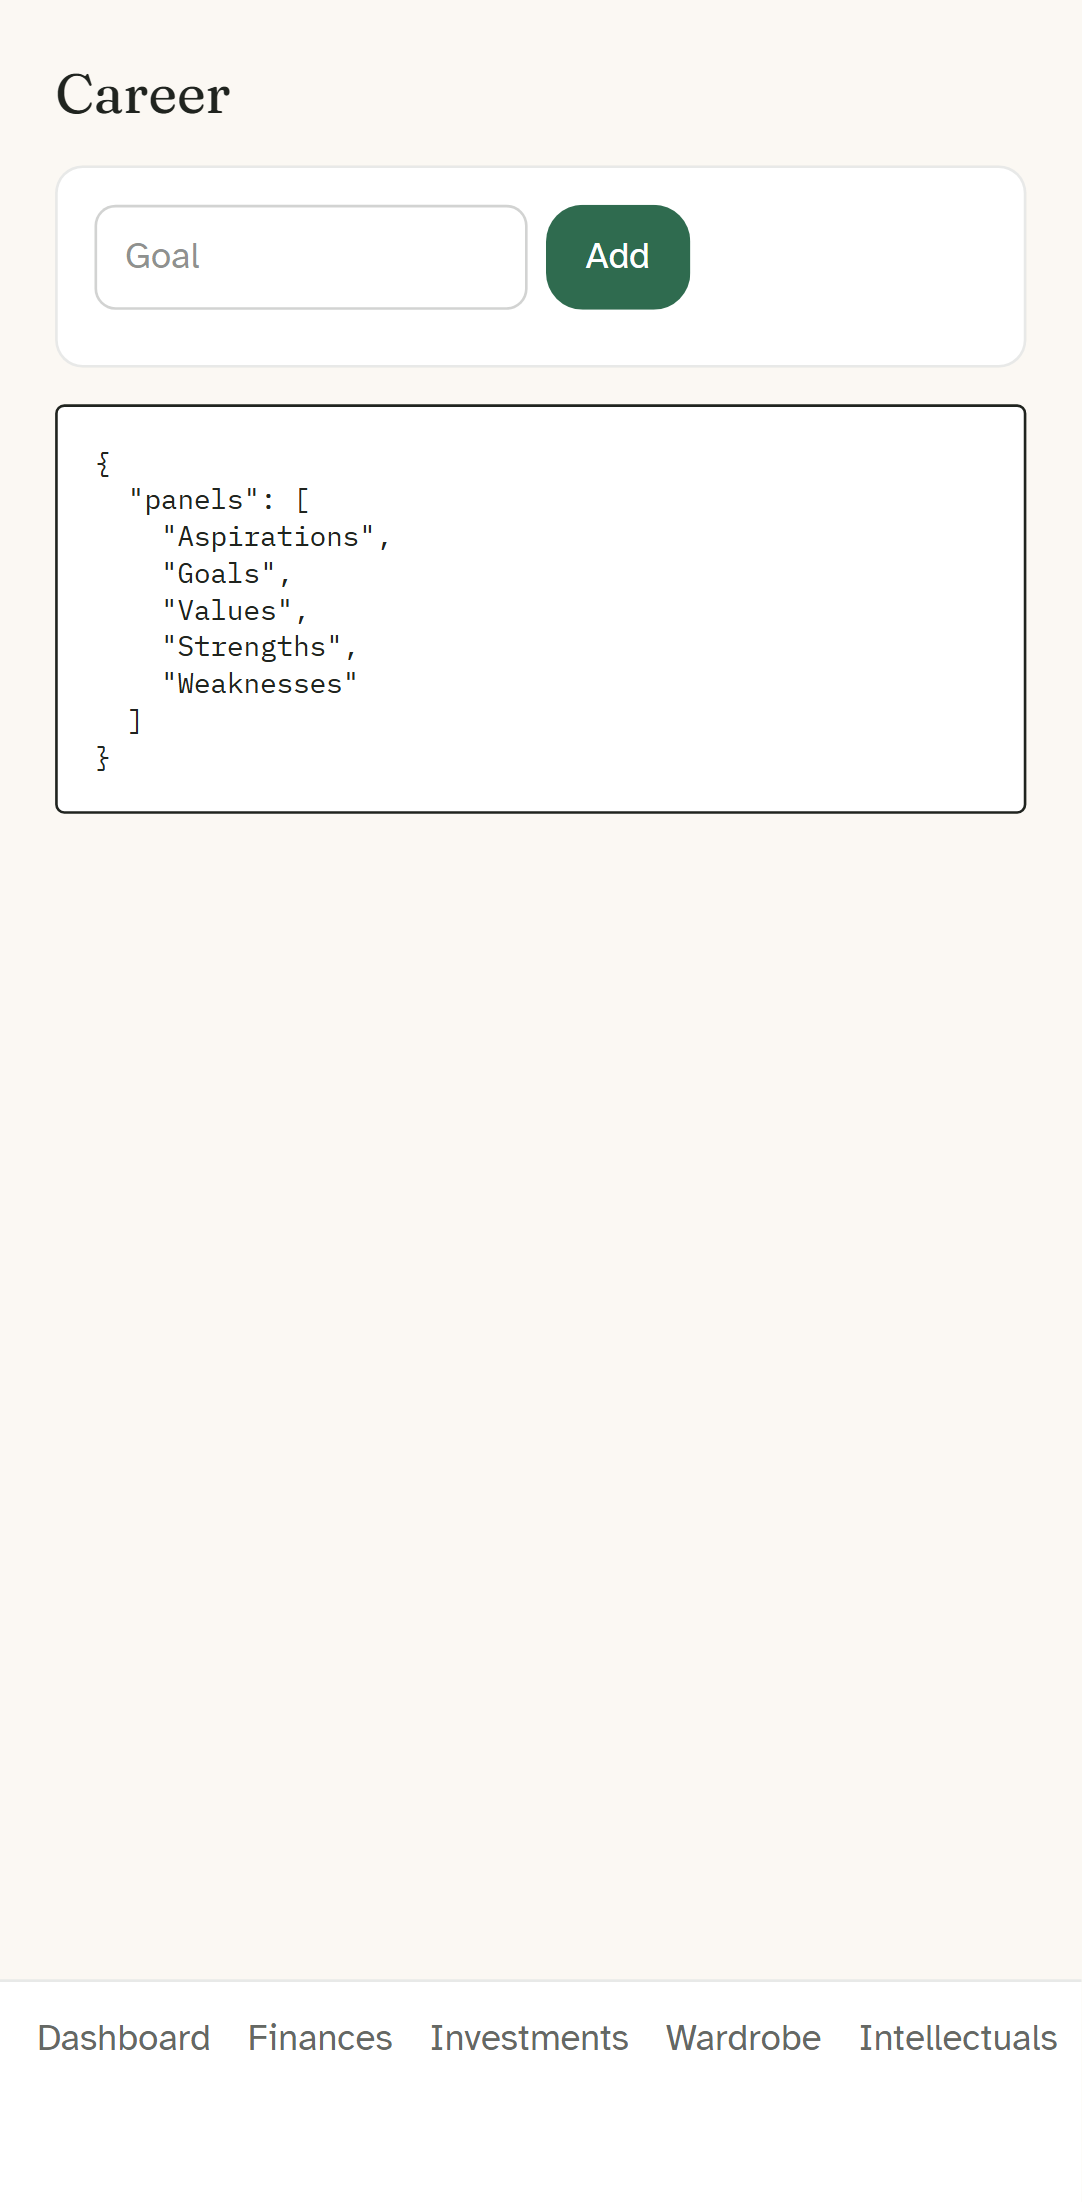 Career
Goal
Add
{
  "panels": [
    "Aspirations",
    "Goals",
    "Values",
    "Strengths",
    "Weaknesses"
  ]
}
Dashboard Finances Investments Wardrobe Intellectuals